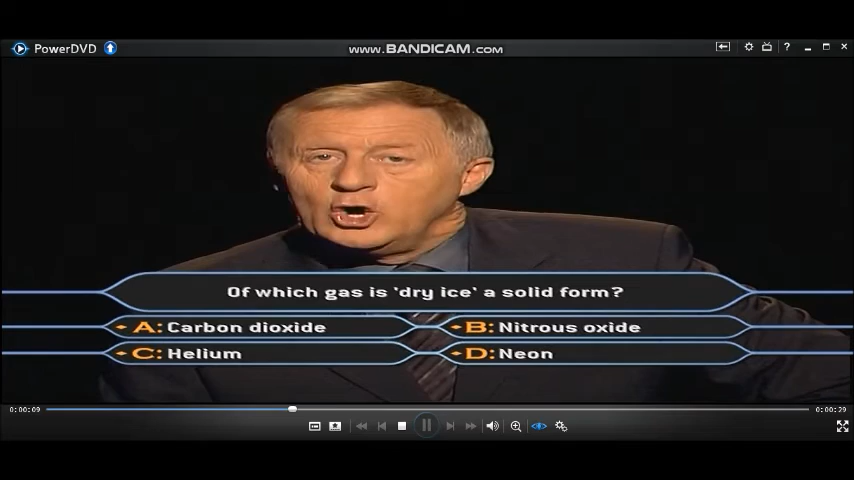 PowerDVD
www.BANDICAM.com
?
Of which gas is 'dry ice' a solid form?
A: Carbon dioxide
B: Nitrous oxide
C: Helium
D: Neon
0:00:09
0:00:29